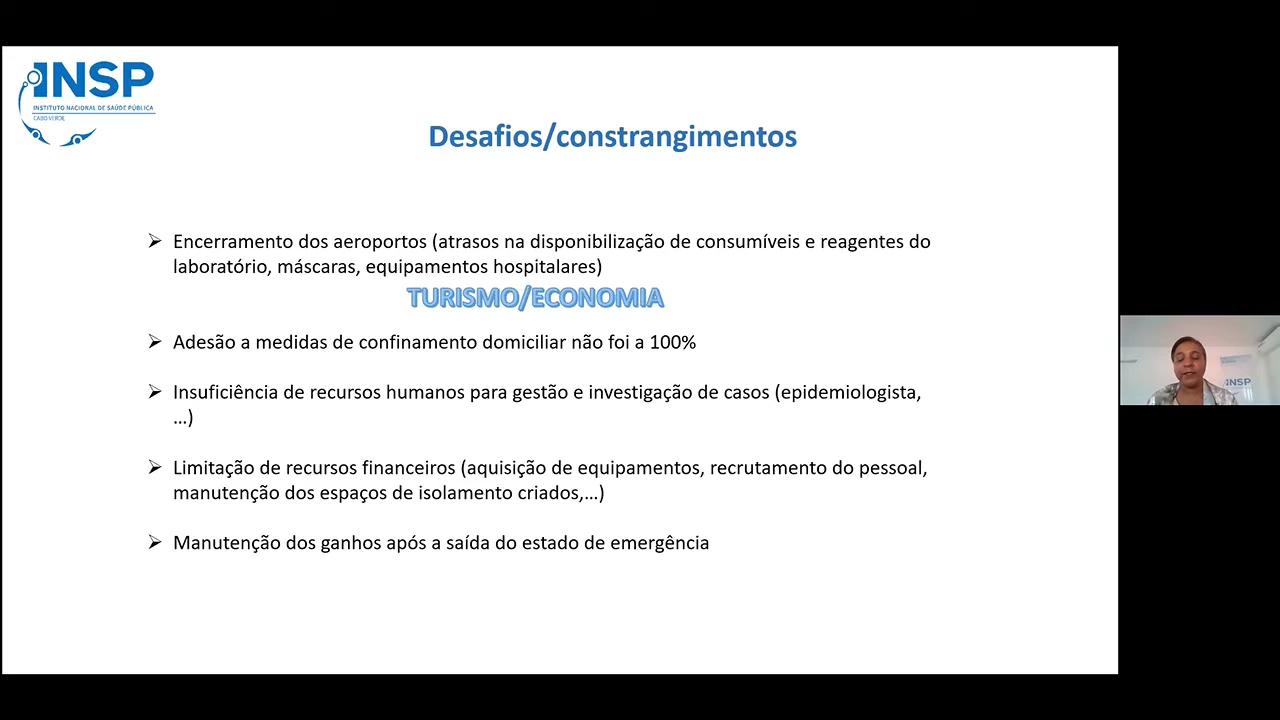 INSP
INSTITUTO NACIONAL DE SAÚDE PÚBLICA
CABO VERDE
Desafios/constrangimentos
➢ Encerramento dos aeroportos (atrasos na disponibilização de consumíveis e reagentes do
laboratório, máscaras, equipamentos hospitalares)
TURISMO/ECONOMIA
➢ Adesão a medidas de confinamento domiciliar não foi a 100%
➢ Insuficiência de recursos humanos para gestão e investigação de casos (epidemiologista,
...)
➢ Limitação de recursos financeiros (aquisição de equipamentos, recrutamento do pessoal,
manutenção dos espaços de isolamento criados,...)
➢ Manutenção dos ganhos após a saída do estado de emergência
INSP